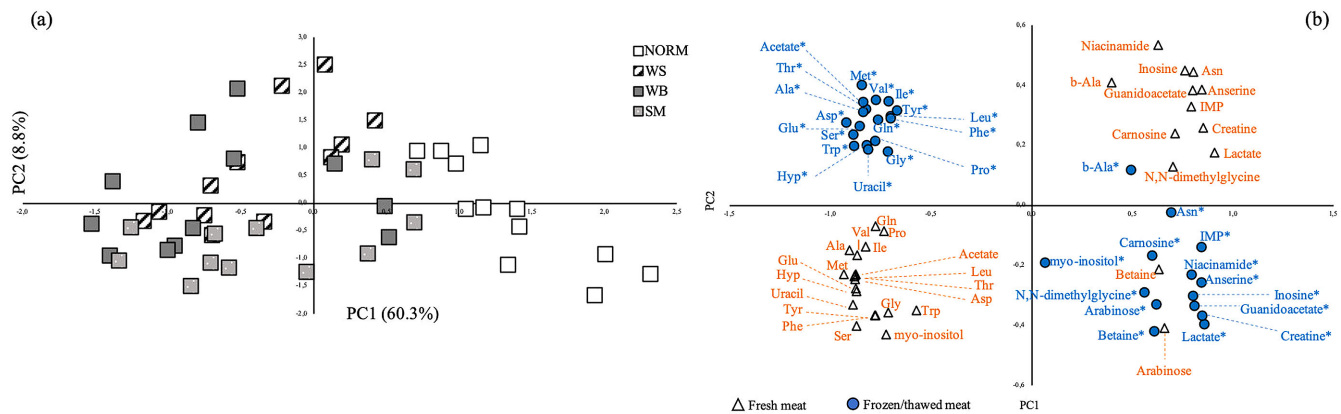 (a)
3,0
2,5
2,0
1,5
1,0
0,5
0,0
-0,5
-1,0
-1,5
-2,0
-2,0
-1,5
-1,0
-0,5
0,0
0,5
1,0
1,5
2,0
2,5
PC2 (8.8%)
PC1 (60.3%)
NORM
WS
WB
SM
(b)
0,6
0,4
0,2
0,0
-0,2
-0,4
-0,6
-1,5
-1,0
-0,5
0,5
1,0
1,5
PC2
PC1
Acetate*
Thr*
Ala*
Met*
Val*
Ile*
Tyr*
Asp*
Leu*
Glu*
Gln*
Phe*
Ser*
Trp*
Gly*
Pro*
Hyp*
Uracil*
Niacinamide
Inosine
Asn
b-Ala
Guanidoacetate
Anserine
IMP
Carnosine
Creatine
Lactate
b-Ala*
N,N-dimethylglycine
Asn*
Gln
Val
Pro
Ala
I
Ile
Acetate
Glu
Met
Leu
Hyp
Thr
Uracil
Asp
Tyr
Gly
Trp
Phe
Ser
myo-inositol
Carnosine*
IMP*
myo-inositol*
Betaine
Niacinamide*
Anserine*
N,N-dimethylglycine*
Inosine*
Arabinose*
Guanidoacetate*
Betaine*
Lactate*
Creatine*
Arabinose
Fresh meat
Frozen/thawed meat